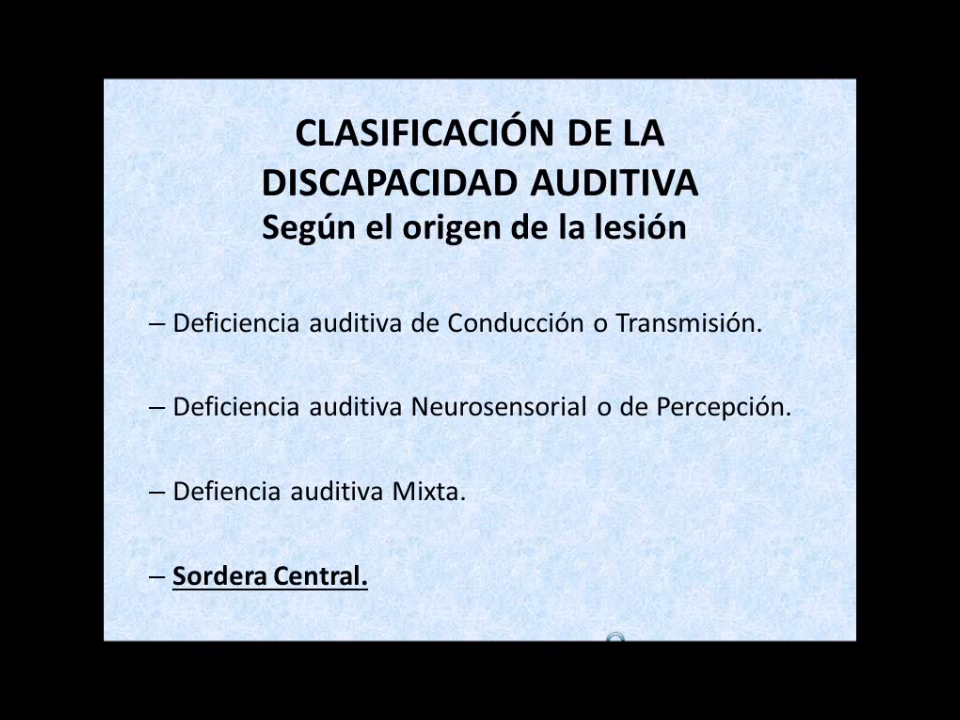 CLASIFICACIÓN DE LA
DISCAPACIDAD AUDITIVA
Según el origen de la lesión
– Deficiencia auditiva de Conducción o Transmisión.
– Deficiencia auditiva Neurosensorial o de Percepción.
– Defiencia auditiva Mixta.
– Sordera Central.